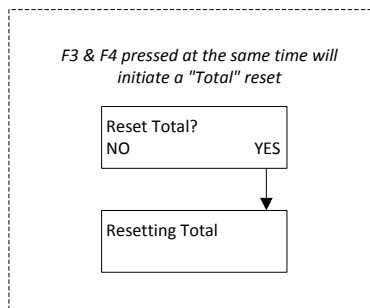 F3 & F4 pressed at the same time will
initiate a "Total" reset
Reset Total?
NO YES
Resetting Total